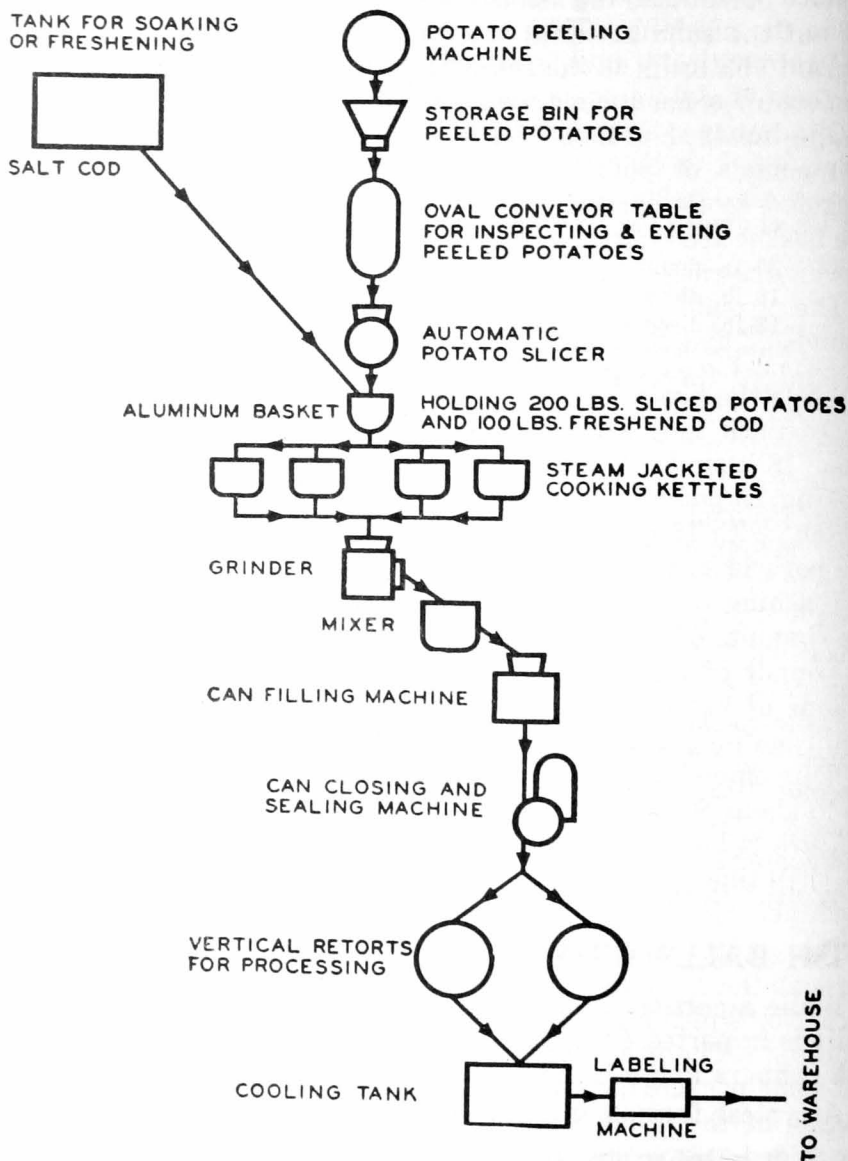 TANK FOR SOAKING
OR FRESHENING
SALT COD
POTATO PEELING
MACHINE
STORAGE BIN FOR
PEELED POTATOES
OVAL CONVEYOR TABLE
FOR INSPECTING & EYEING
PEELED POTATOES
AUTOMATIC
POTATO SLICER
ALUMINUM BASKET
HOLDING 200 LBS. SLICED POTATOES
AND 100 LBS. FRESHENED COD
STEAM JACKETED
COOKING KETTLES
GRINDER
MIXER
CAN FILLING MACHINE
CAN CLOSING AND
SEALING MACHINE
VERTICAL RETORTS
FOR PROCESSING
COOLING TANK
LABELING
MACHINE
TO WAREHOUSE